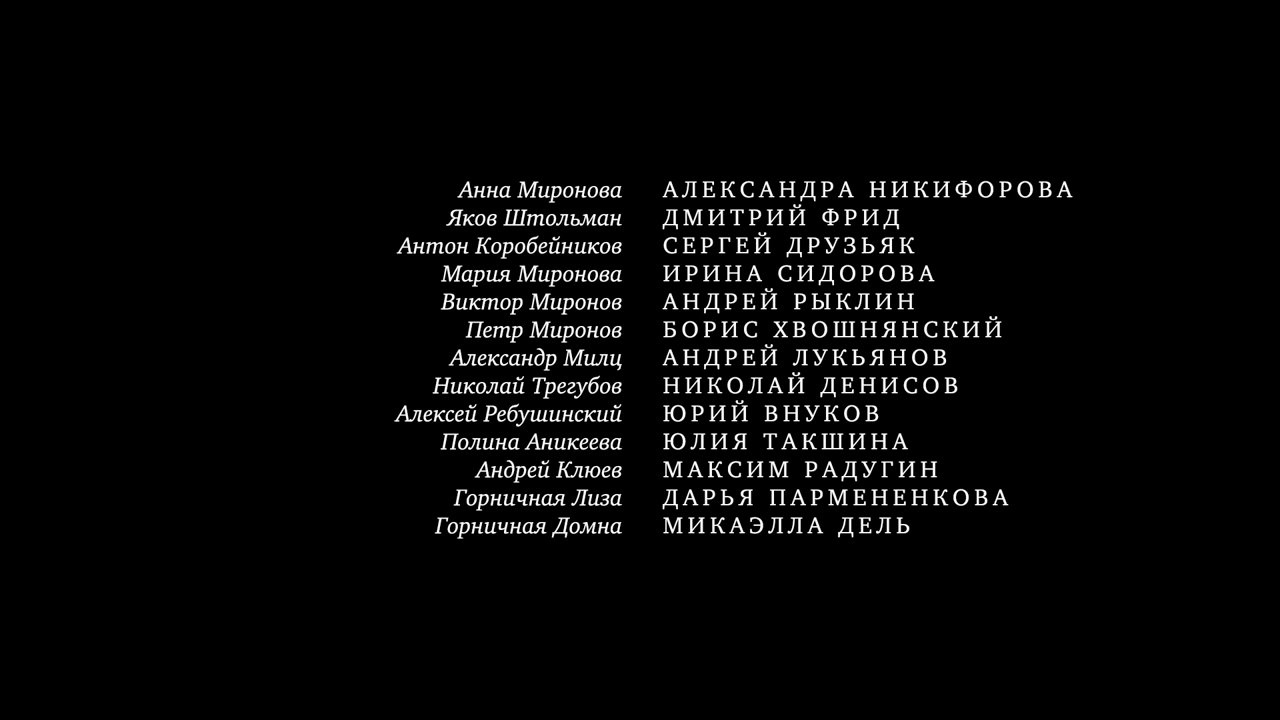 Анна Миронова АЛЕКСАНДРА НИКИФОРОВА
Яков Штольман ДМИТРИЙ ФРИД
Антон Коробейников СЕРГЕЙ ДРУЗЬЯК
Мария Миронова ИРИНА СИДОРОВА
Виктор Миронов АНДРЕЙ РЫКЛИН
Петр Миронов БОРИС ХВОШНЯНСКИЙ
Александр Милц АНДРЕЙ ЛУКЬЯНОВ
Николай Трегубов НИКОЛАЙ ДЕНИСОВ
Алексей Ребушинский ЮРИЙ ВНУКОВ
Полина Аникеева ЮЛИЯ ТАКШИНА
Андрей Клюев МАКСИМ РАДУГИН
Горничная Лиза ДАРЬЯ ПАРМЕНЕНКОВА
Горничная Домна МИКАЭЛЛА ДЕЛЬ